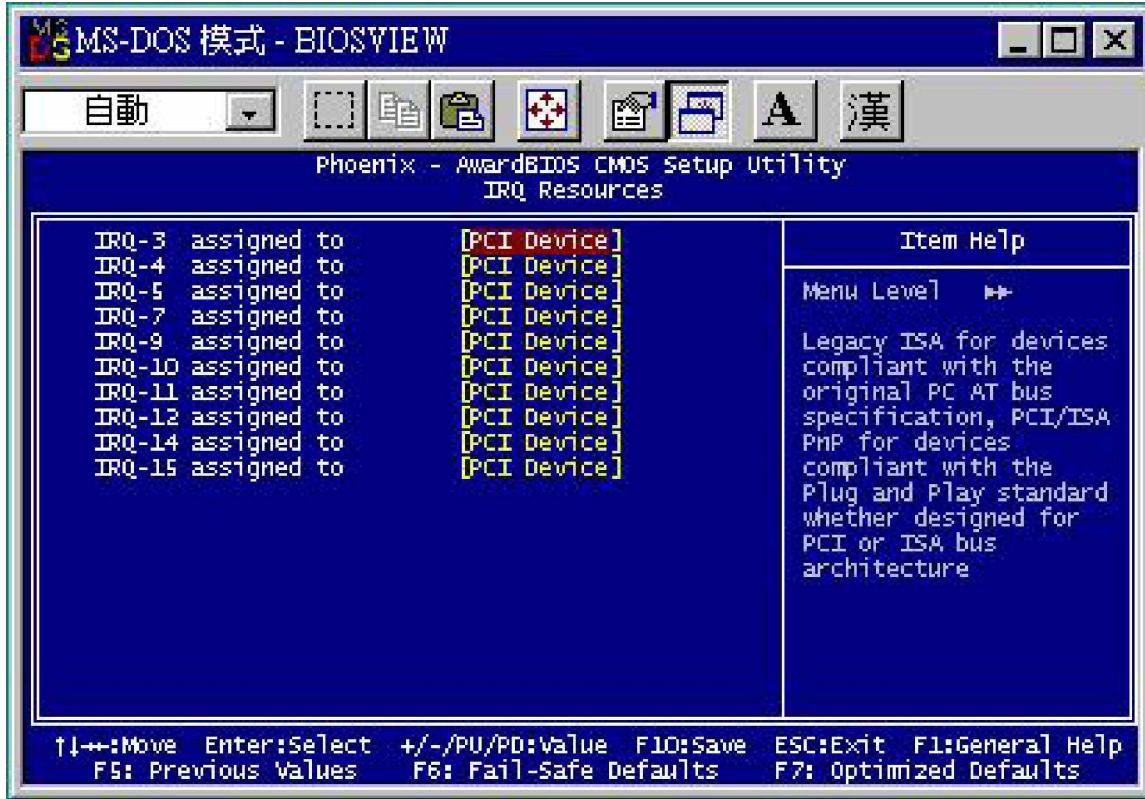 MS-DOS 模式 - BIOSVIEW
自動
A 漢
Phoenix - AwardBIOS CMOS Setup Utility
IRQ Resources
IRQ-3 assigned to [PCI Device]
IRQ-4 assigned to [PCI Device]
IRQ-5 assigned to [PCI Device]
IRQ-7 assigned to [PCI Device]
IRQ-9 assigned to [PCI Device]
IRQ-10 assigned to [PCI Device]
IRQ-11 assigned to [PCI Device]
IRQ-12 assigned to [PCI Device]
IRQ-14 assigned to [PCI Device]
IRQ-15 assigned to [PCI Device]
Item Help
Menu Level ►►
Legacy ISA for devices
compliant with the
original PC AT bus
specification, PCI/ISA
PnP for devices
compliant with the
Plug and Play standard
whether designed for
PCI or ISA bus
architecture
↑↓→←:Move Enter:Select +/-/PU/PD:Value F10:Save ESC:Exit F1:General Help
F5: Previous Values F6: Fail-Safe Defaults F7: Optimized Defaults